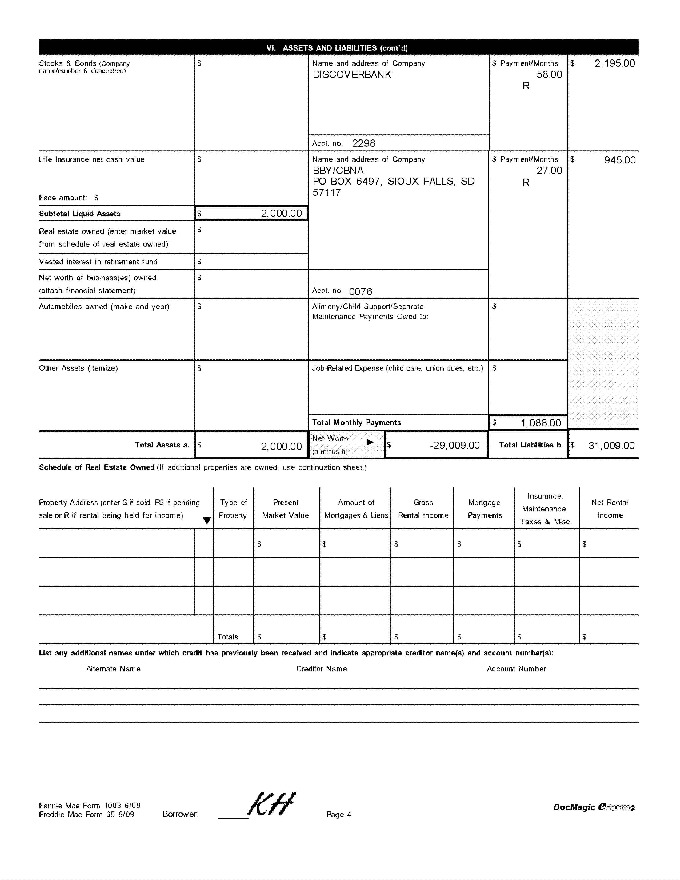 VI. ASSETS AND LIABILITIES (cont'd)
Stocks & Bonds (Company
name/number & description)
$
Name and address of Company
DISCOVERBANK
$ Payment/Months
58.00
R
$ 2,195.00
Acct. no. 2298
Life Insurance net cash value
$
Face amount: $
Name and address of Company
BBY/CBNA
PO BOX 6497, SIOUX FALLS, SD
57117
$ Payment/Months
27.00
R
$ 945.00
Subtotal Liquid Assets
$ 2,000.00
Real estate owned (enter market value
from schedule of real estate owned)
$
Vested interest in retirement fund
$
Net worth of business(es) owned
(attach financial statement)
$
Acct. no. 0076
Automobiles owned (make and year)
$
Alimony/Child Support/Separate
Maintenance Payments Owed to:
$
Other Assets (itemize)
$
Job-Related Expense (child care, union dues, etc.)
$
Total Monthly Payments
$ 1,086.00
Total Assets a.
$ 2,000.00
Net Worth
(a minus b)
$ -29,009.00
Total Liabilities b.
$ 31,009.00
Schedule of Real Estate Owned (If additional properties are owned, use continuation sheet.)
Property Address (enter S if sold, PS if pending
sale or R if rental being held for income)
Type of
Property
Present
Market Value
Amount of
Mortgages & Liens
Gross
Rental Income
Mortgage
Payments
Insurance,
Maintenance,
Taxes & Misc.
Net Rental
Income
$ $ $ $ $ $
Totals $ $ $ $ $ $
List any additional names under which credit has previously been received and indicate appropriate creditor name(s) and account number(s):
Alternate Name
Creditor Name
Account Number
Fannie Mae Form 1003 6/09
Freddie Mac Form 65 6/09
Borrower
KH
Page 4
DocMagic